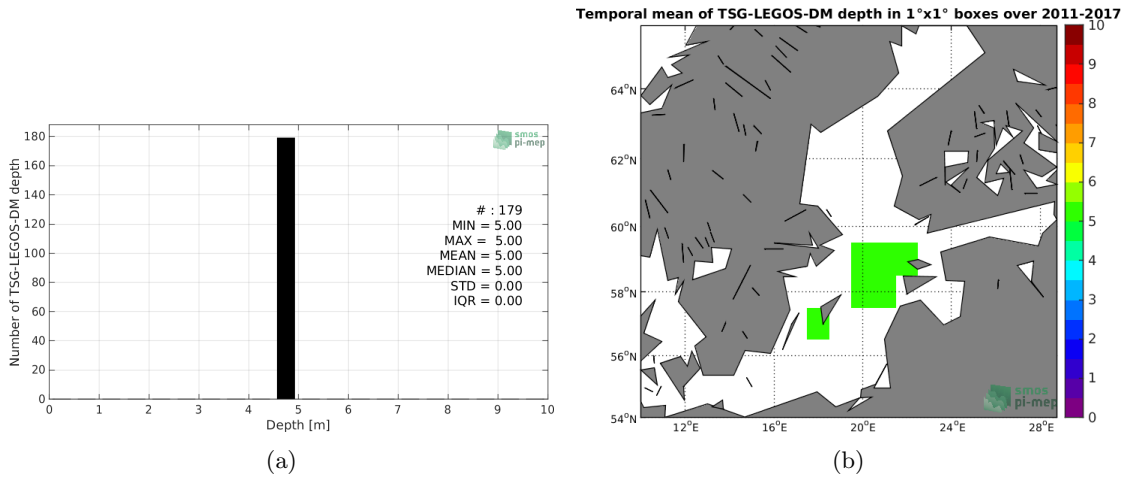 Temporal mean of TSG-LEGOS-DM depth in 1°x1° boxes over 2011-2017
Number of TSG-LEGOS-DM depth
180
160
140
120
100
80
60
40
20
0
smos
pi-mep
# : 179
MIN = 5.00
MAX = 5.00
MEAN = 5.00
MEDIAN = 5.00
STD = 0.00
IQR = 0.00
0 1 2 3 4 5 6 7 8 9 10
Depth [m]
(a)
64°N
62°N
60°N
58°N
56°N
54°N
12°E 16°E 20°E 24°E 28°E
smos
pi-mep
10
9
8
7
6
5
4
3
2
1
0
(b)